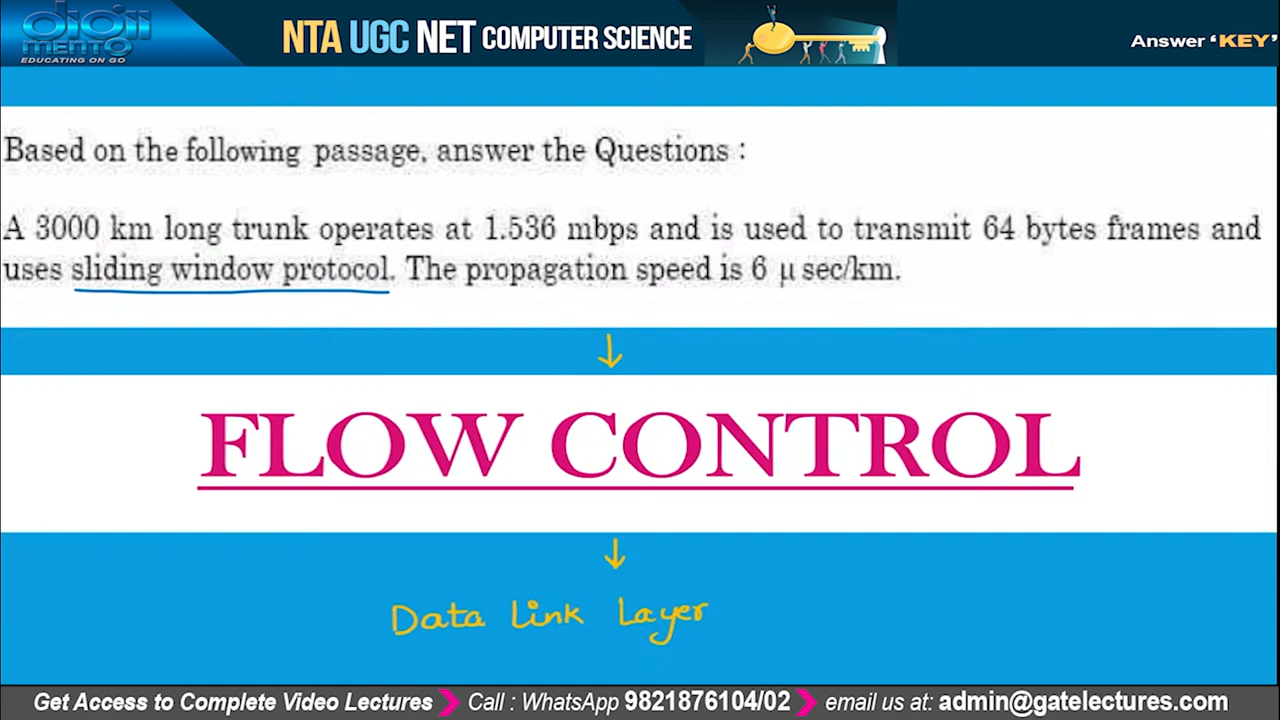 digii
MENTO
EDUCATING ON GO
NTA UGC NET COMPUTER SCIENCE
Answer ‘KEY’
Based on the following passage, answer the Questions :
A 3000 km long trunk operates at 1.536 mbps and is used to transmit 64 bytes frames and
uses sliding window protocol. The propagation speed is 6 μ sec/km.
↓
FLOW CONTROL
↓
Data Link Layer
Get Access to Complete Video Lectures Call : WhatsApp 9821876104/02 email us at: admin@gatelectures.com